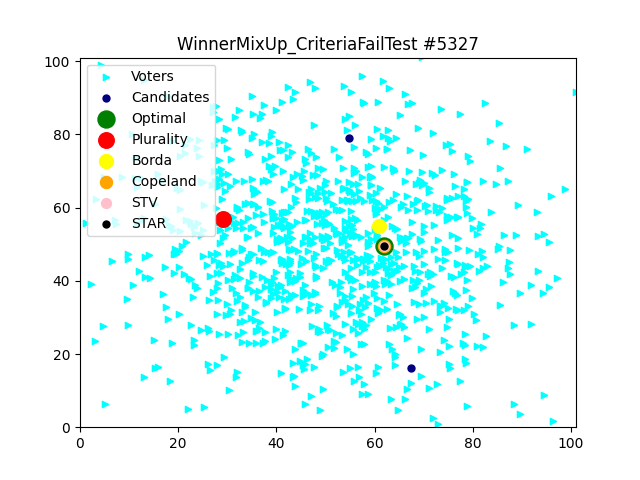 WinnerMixUp_CriteriaFailTest #5327
100
80
60
40
20
0
Voters
Candidates
Optimal
Plurality
Borda
Copeland
STV
STAR
0 20 40 60 80 100